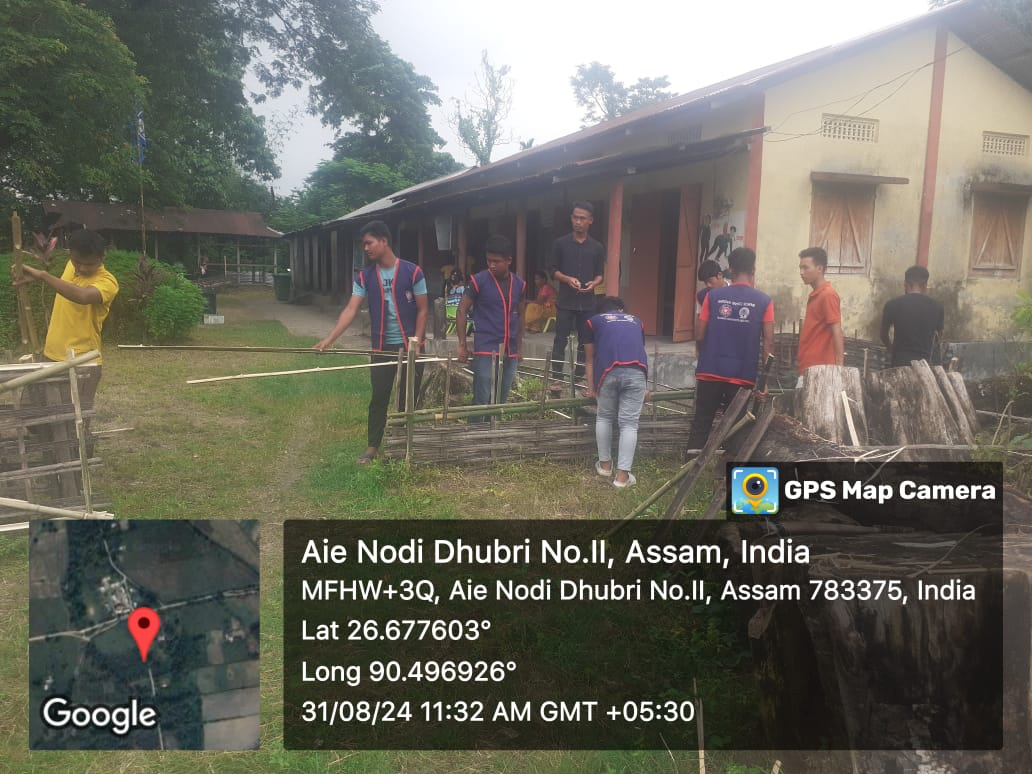 GPS Map Camera
Aie Nodi Dhubri No.II, Assam, India
MFHW+3Q, Aie Nodi Dhubri No.II, Assam 783375, India
Lat 26.677603°
Long 90.496926°
31/08/24 11:32 AM GMT +05:30
Google